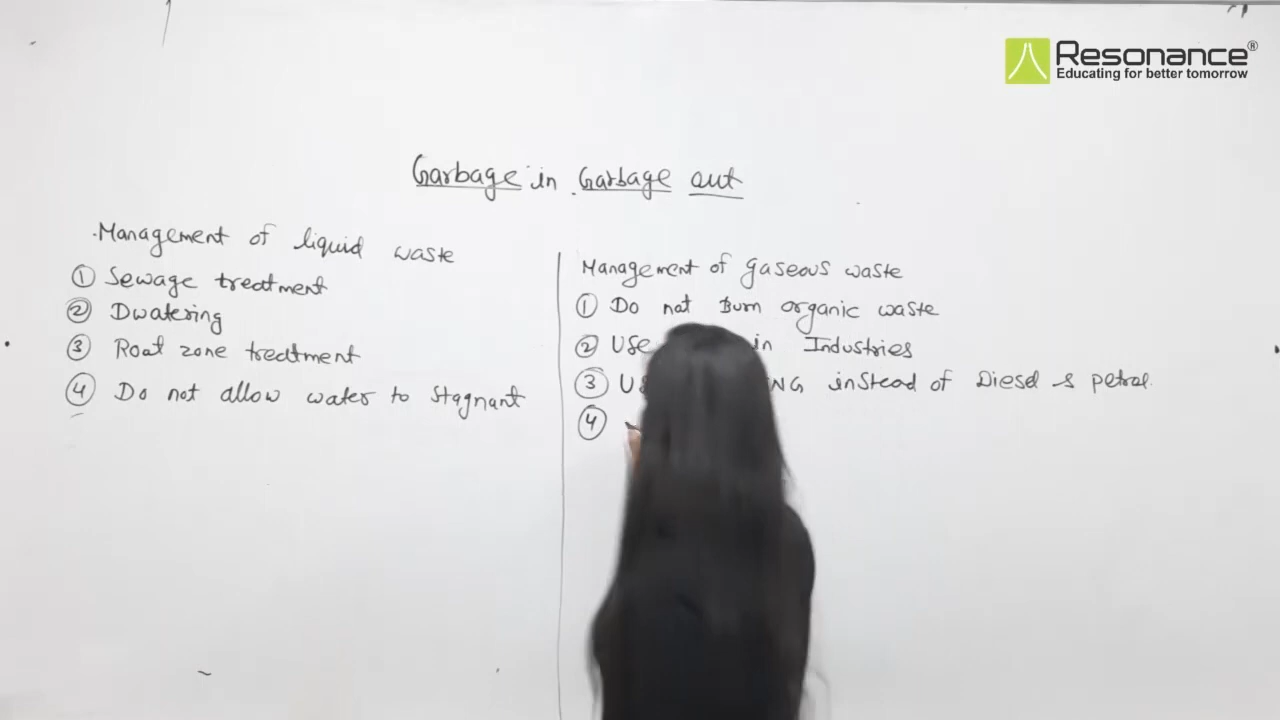 Resonance®
Educating for better tomorrow
Garbage in Garbage out
Management of liquid waste
① Sewage treatment
② Dwatering
③ Root zone treatment
④ Do not allow water to stagnant
Management of gaseous waste
① Do not Burn organic waste
② Use in Industries
③ NG instead of Diesel & petrol
④